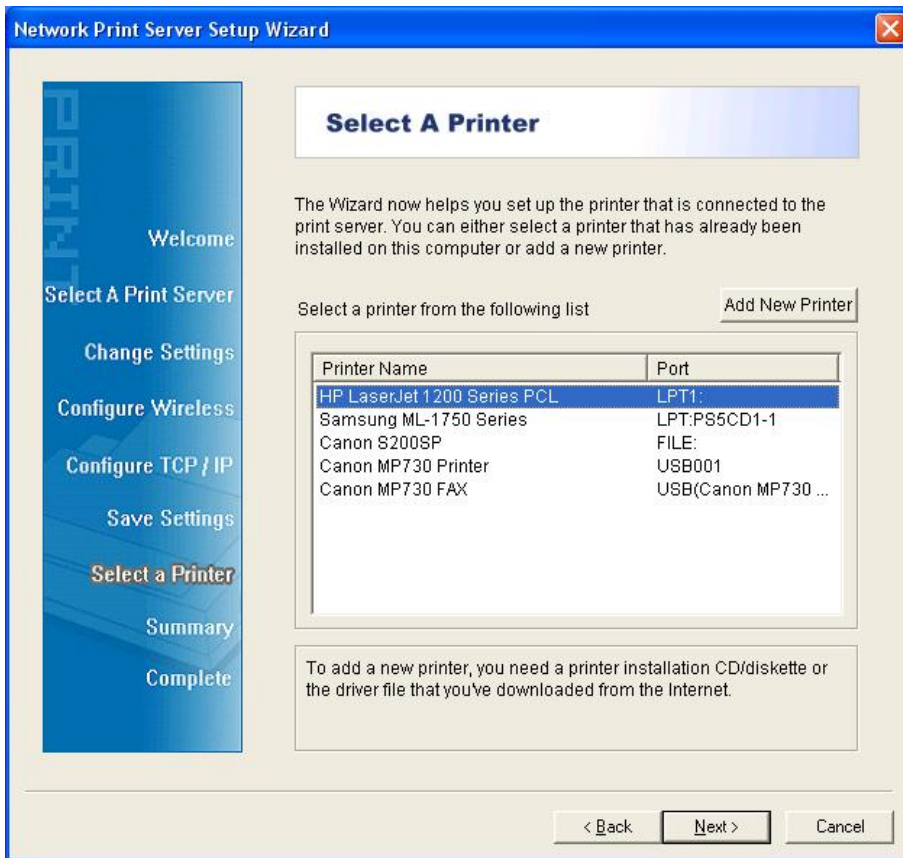 Network Print Server Setup Wizard
PRINT
Welcome
Select A Print Server
Change Settings
Configure Wireless
Configure TCP / IP
Save Settings
Select a Printer
Summary
Complete
Select A Printer
The Wizard now helps you set up the printer that is connected to the
print server. You can either select a printer that has already been
installed on this computer or add a new printer.
Select a printer from the following list
Add New Printer
Printer Name Port
HP LaserJet 1200 Series PCL LPT1:
Samsung ML-1750 Series LPT:PS5CD1-1
Canon S200SP FILE:
Canon MP730 Printer USB001
Canon MP730 FAX USB(Canon MP730 ...
To add a new printer, you need a printer installation CD/diskette or
the driver file that you've downloaded from the Internet.
< Back Next > Cancel